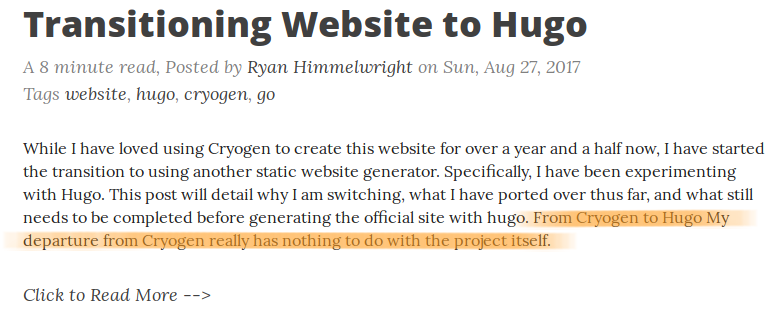 Transitioning Website to Hugo
A 8 minute read, Posted by Ryan Himmelwright on Sun, Aug 27, 2017
Tags website, hugo, cryogen, go
While I have loved using Cryogen to create this website for over a year and a half now, I have started
the transition to using another static website generator. Specifically, I have been experimenting
with Hugo. This post will detail why I am switching, what I have ported over thus far, and what still
needs to be completed before generating the official site with hugo. From Cryogen to Hugo My
departure from Cryogen really has nothing to do with the project itself.
Click to Read More -->